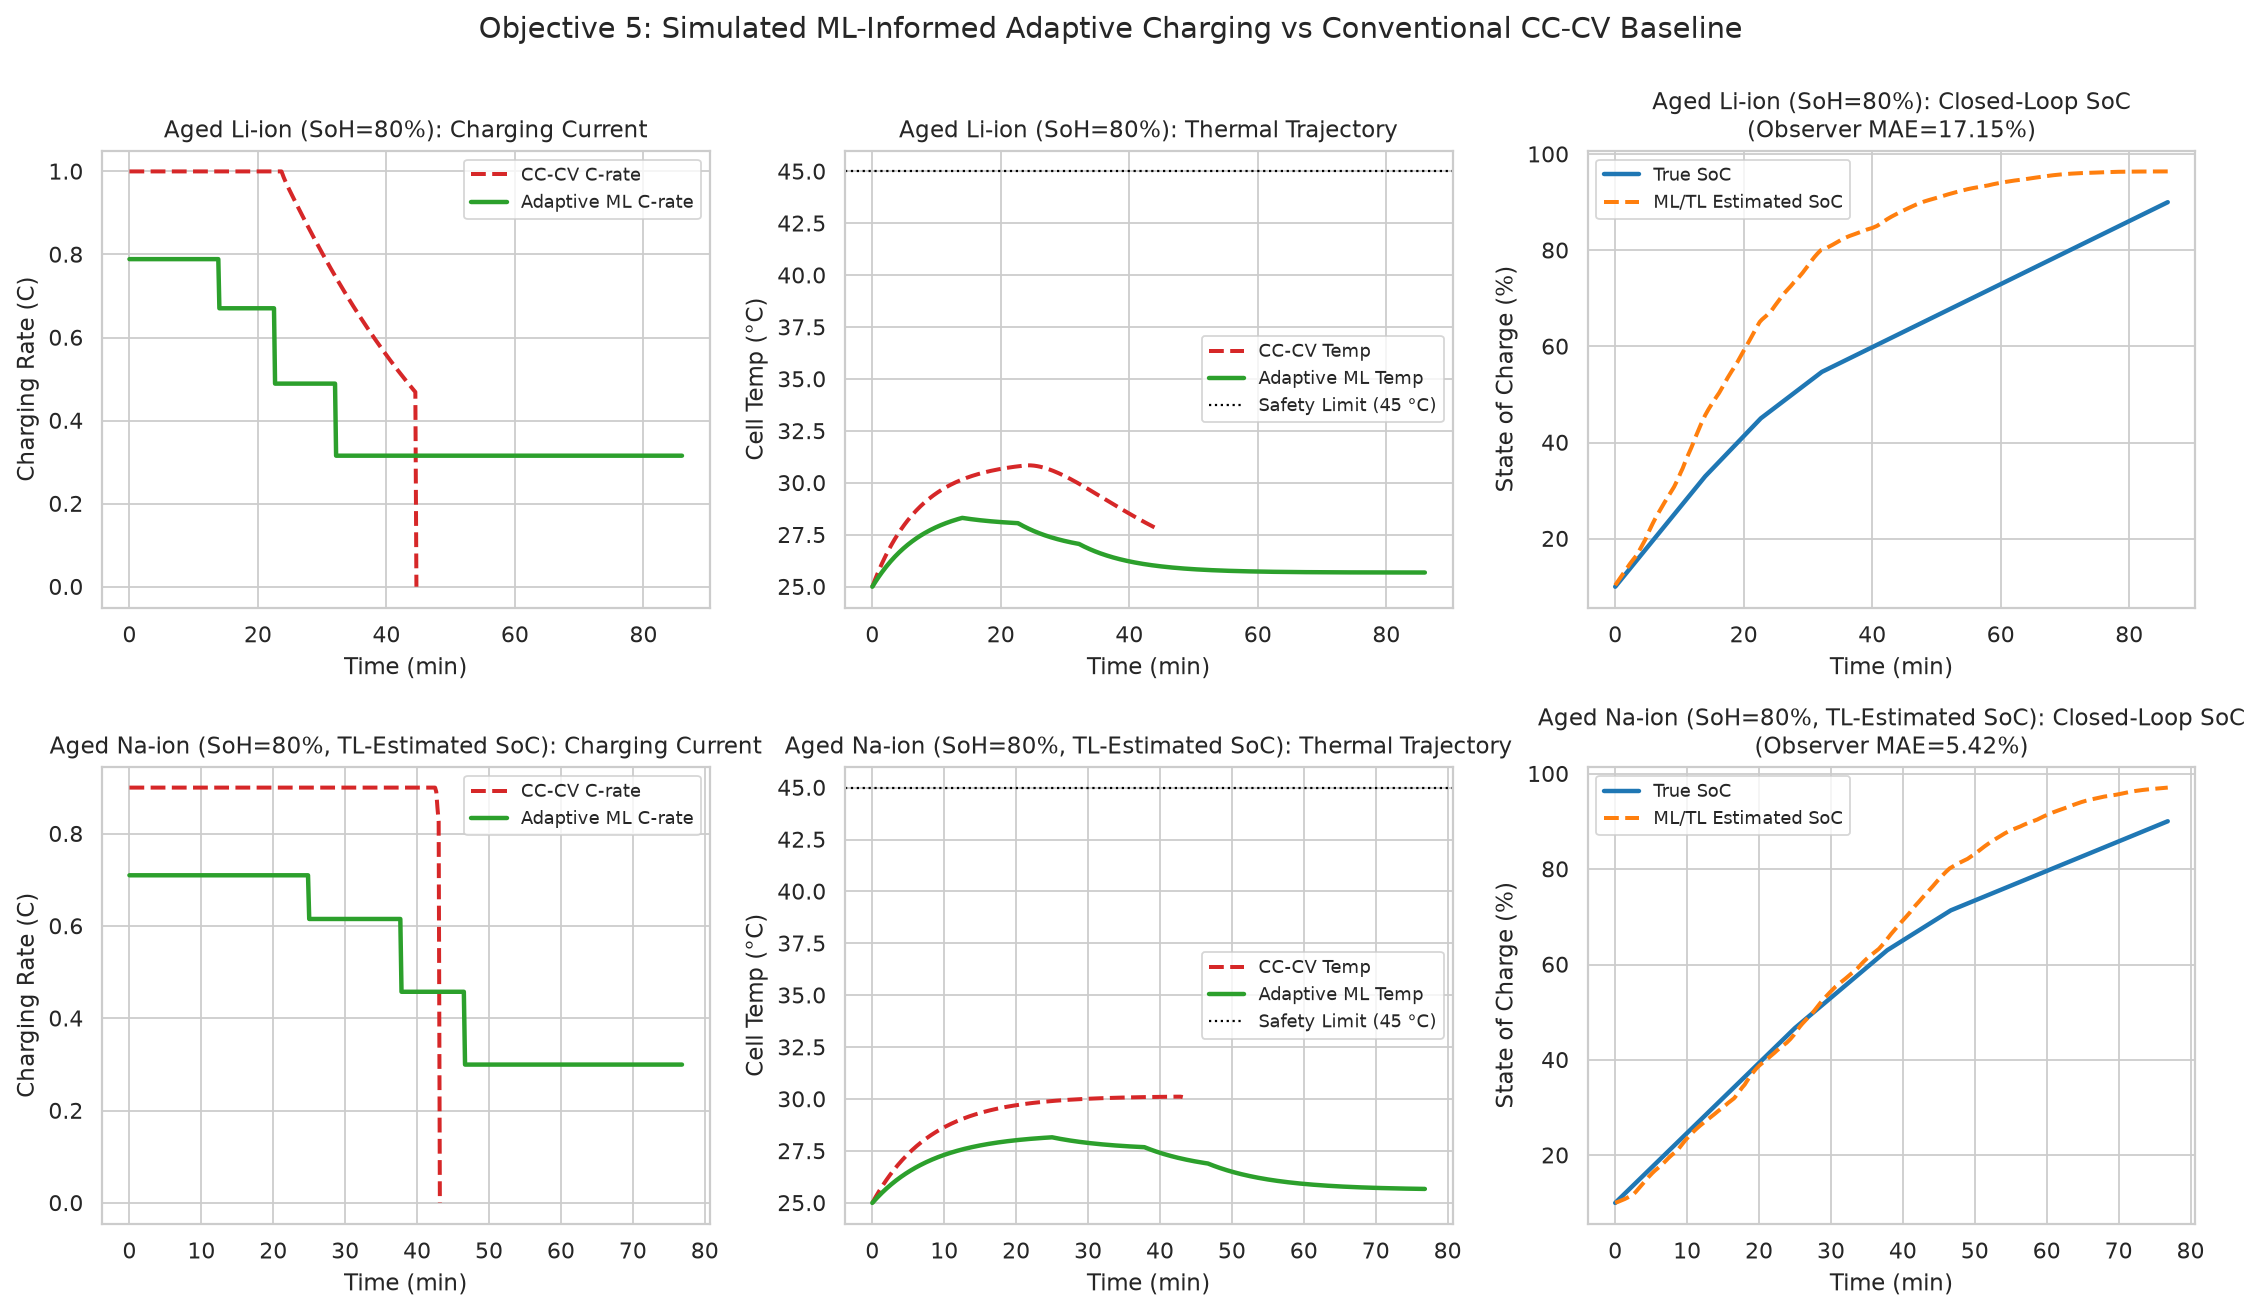 Objective 5: Simulated ML-Informed Adaptive Charging vs Conventional CC-CV Baseline
Aged Li-ion (SoH=80%): Charging Current
Charging Rate (C)
1.0
0.8
0.6
0.4
0.2
0.0
CC-CV C-rate
Adaptive ML C-rate
0 20 40 60 80
Time (min)
Aged Li-ion (SoH=80%): Thermal Trajectory
Cell Temp (°C)
45.0
42.5
40.0
37.5
35.0
32.5
30.0
27.5
25.0
CC-CV Temp
Adaptive ML Temp
Safety Limit (45 °C)
0 20 40 60 80
Time (min)
Aged Li-ion (SoH=80%): Closed-Loop SoC
(Observer MAE=17.15%)
State of Charge (%)
100
80
60
40
20
True SoC
ML/TL Estimated SoC
0 20 40 60 80
Time (min)
Aged Na-ion (SoH=80%, TL-Estimated SoC): Charging Current
Charging Rate (C)
0.8
0.6
0.4
0.2
0.0
CC-CV C-rate
Adaptive ML C-rate
0 10 20 30 40 50 60 70 80
Time (min)
Aged Na-ion (SoH=80%, TL-Estimated SoC): Thermal Trajectory
Cell Temp (°C)
45.0
42.5
40.0
37.5
35.0
32.5
30.0
27.5
25.0
CC-CV Temp
Adaptive ML Temp
Safety Limit (45 °C)
0 10 20 30 40 50 60 70 80
Time (min)
Aged Na-ion (SoH=80%, TL-Estimated SoC): Closed-Loop SoC
(Observer MAE=5.42%)
State of Charge (%)
100
80
60
40
20
True SoC
ML/TL Estimated SoC
0 10 20 30 40 50 60 70 80
Time (min)